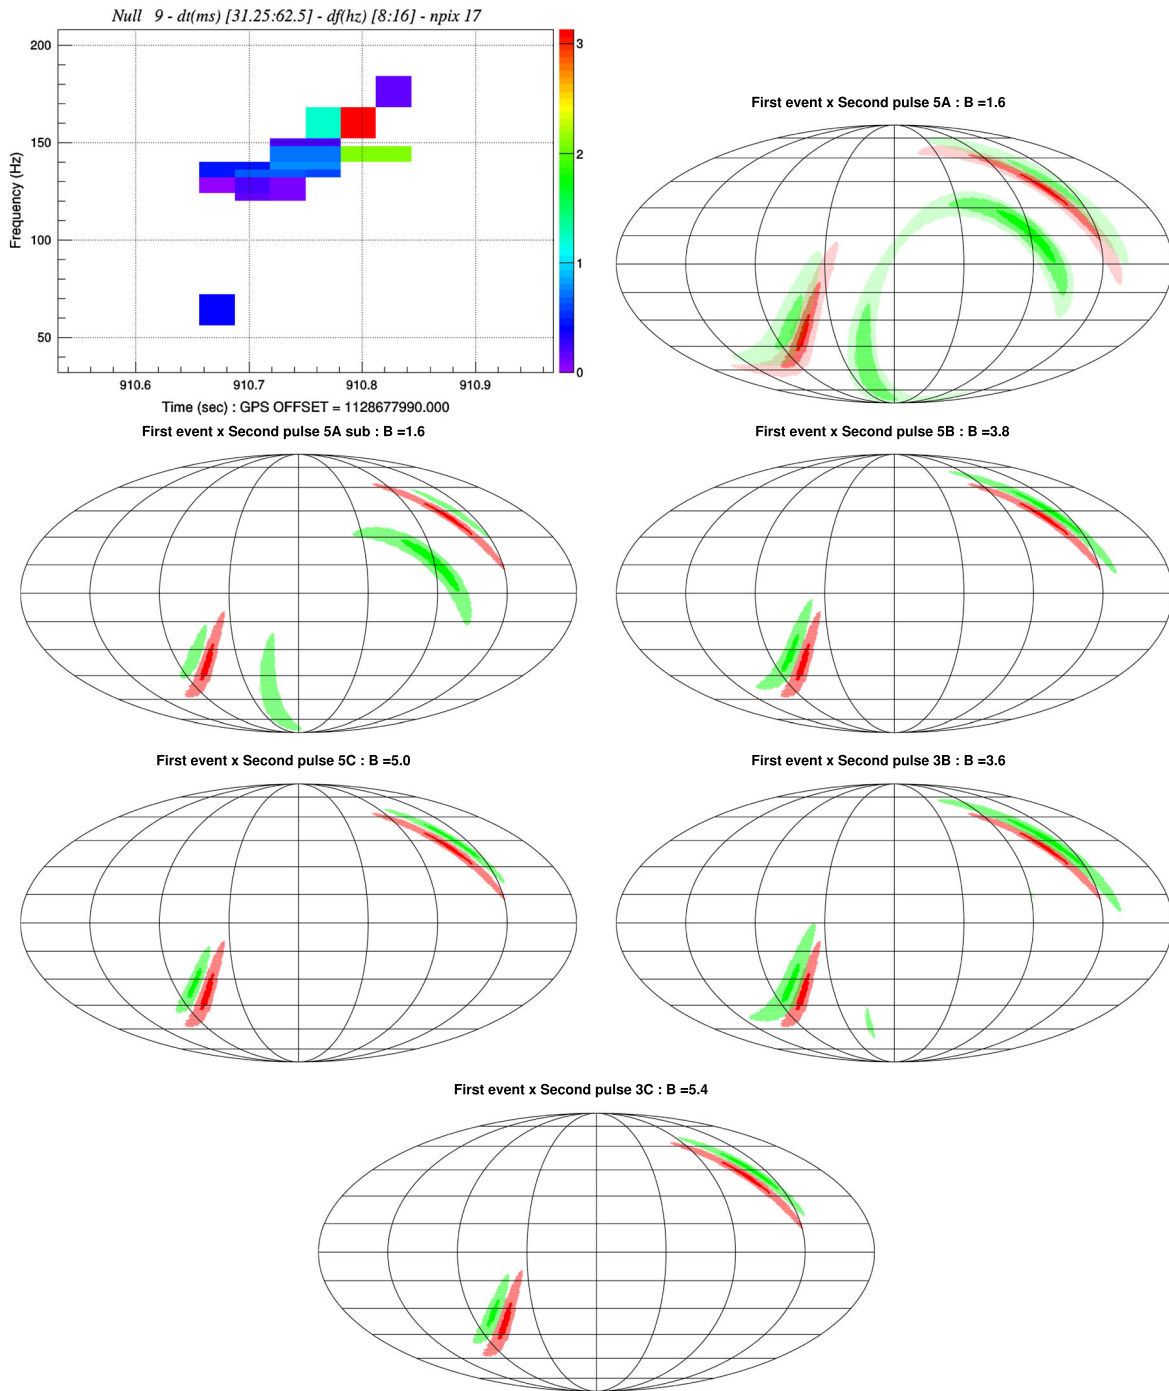 Null 9 - dt(ms) [31.25:62.5] - df(hz) [8:16] - npix 17
200
150
100
50
Frequency (Hz)
3
2
1
0
910.6 910.7 910.8 910.9
Time (sec) : GPS OFFSET = 1128677990.000
First event x Second pulse 5A : B =1.6
First event x Second pulse 5A sub : B =1.6
First event x Second pulse 5B : B =3.8
First event x Second pulse 5C : B =5.0
First event x Second pulse 3B : B =3.6
First event x Second pulse 3C : B =5.4